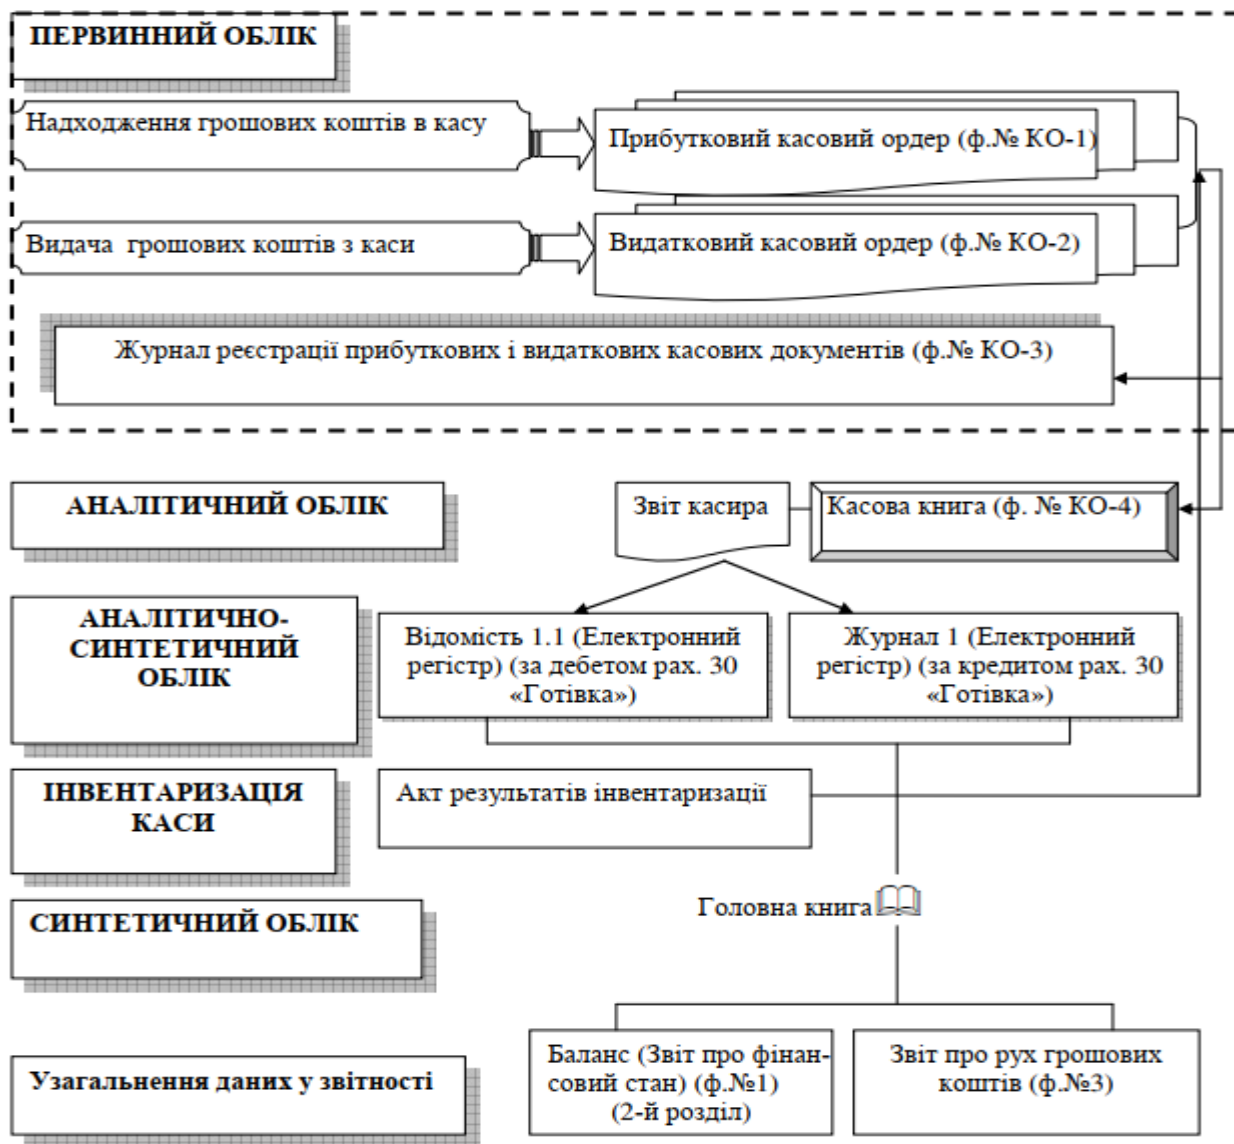 ПЕРВИННИЙ ОБЛІК
Надходження грошових коштів в касу
Прибутковий касовий ордер (ф.№ КО-1)
Видача грошових коштів з каси
Видатковий касовий ордер (ф.№ КО-2)
Журнал реєстрації прибуткових і видаткових касових документів (ф.№ КО-3)
АНАЛІТИЧНИЙ ОБЛІК
Звіт касира
Касова книга (ф. № КО-4)
АНАЛІТИЧНО-
СИНТЕТИЧНИЙ
ОБЛІК
Відомість 1.1 (Електронний
регістр) (за дебетом рах. 30
«Готівка»)
Журнал 1 (Електронний
регістр) (за кредитом рах. 30
«Готівка»)
ІНВЕНТАРИЗАЦІЯ
КАСИ
Акт результатів інвентаризації
Головна книга
СИНТЕТИЧНИЙ ОБЛІК
Узагальнення даних у звітності
Баланс (Звіт про фінан-
совий стан) (ф.№1)
(2-й розділ)
Звіт про рух грошових
коштів (ф.№3)